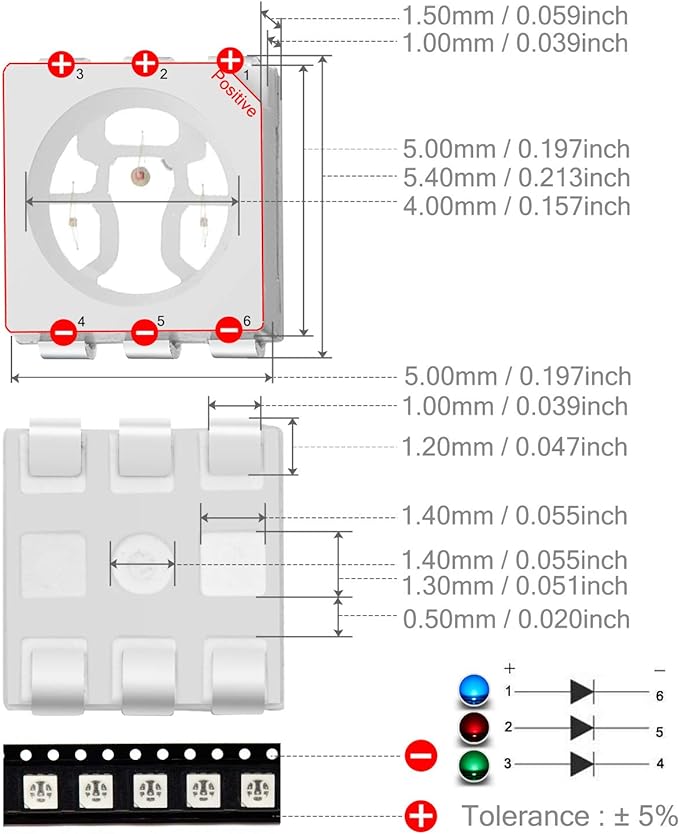 1.50mm / 0.059inch
1.00mm / 0.039inch
+ 3 + 2 + 1
Positive
5.00mm / 0.197inch
5.40mm / 0.213inch
4.00mm / 0.157inch
− 4 − 5 − 6
5.00mm / 0.197inch
1.00mm / 0.039inch
1.20mm / 0.047inch
1.40mm / 0.055inch
1.40mm / 0.055inch
1.30mm / 0.051inch
0.50mm / 0.020inch
+ −
1 6
2 5
3 4
−
+ Tolerance : ± 5%